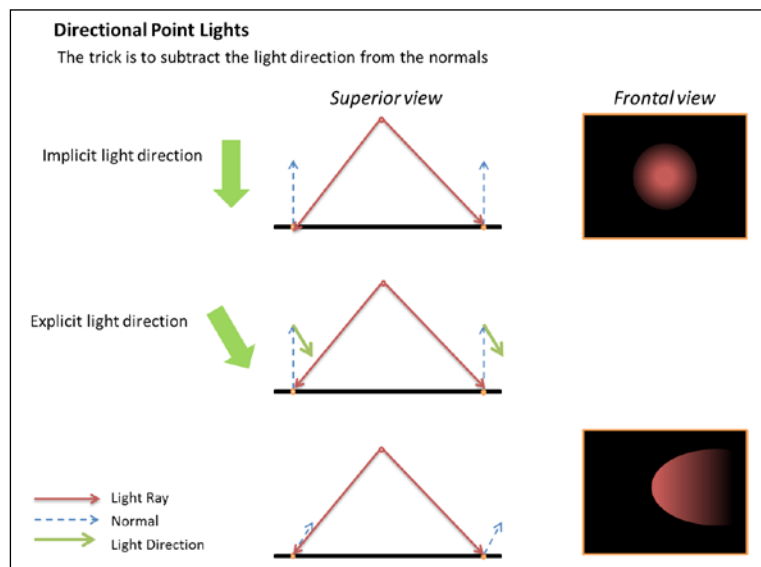 Directional Point Lights
The trick is to subtract the light direction from the normals
Superior view
Frontal view
Implicit light direction
Explicit light direction
Light Ray
Normal
Light Direction